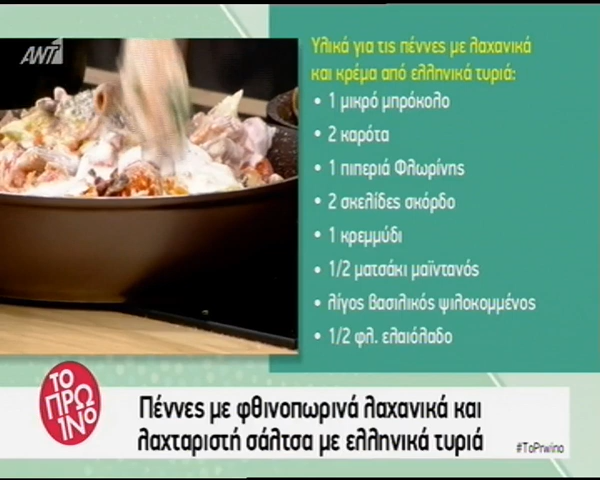 ΑΝΤ1
Υλικά για τις πέννες με λαχανικά
και κρέμα από ελληνικά τυριά:
• 1 μικρό μπρόκολο
• 2 καρότα
• 1 πιπεριά Φλωρίνης
• 2 σκελίδες σκόρδο
• 1 κρεμμύδι
• 1/2 ματσάκι μαϊντανός
• λίγος βασιλικός ψιλοκομμένος
• 1/2 φλ. ελαιόλαδο
ΤΟ
ΠΡΩ
ΙΝΟ
Πέννες με φθινοπωρινά λαχανικά και
λαχταριστή σάλτσα με ελληνικά τυριά
#ToPrwino